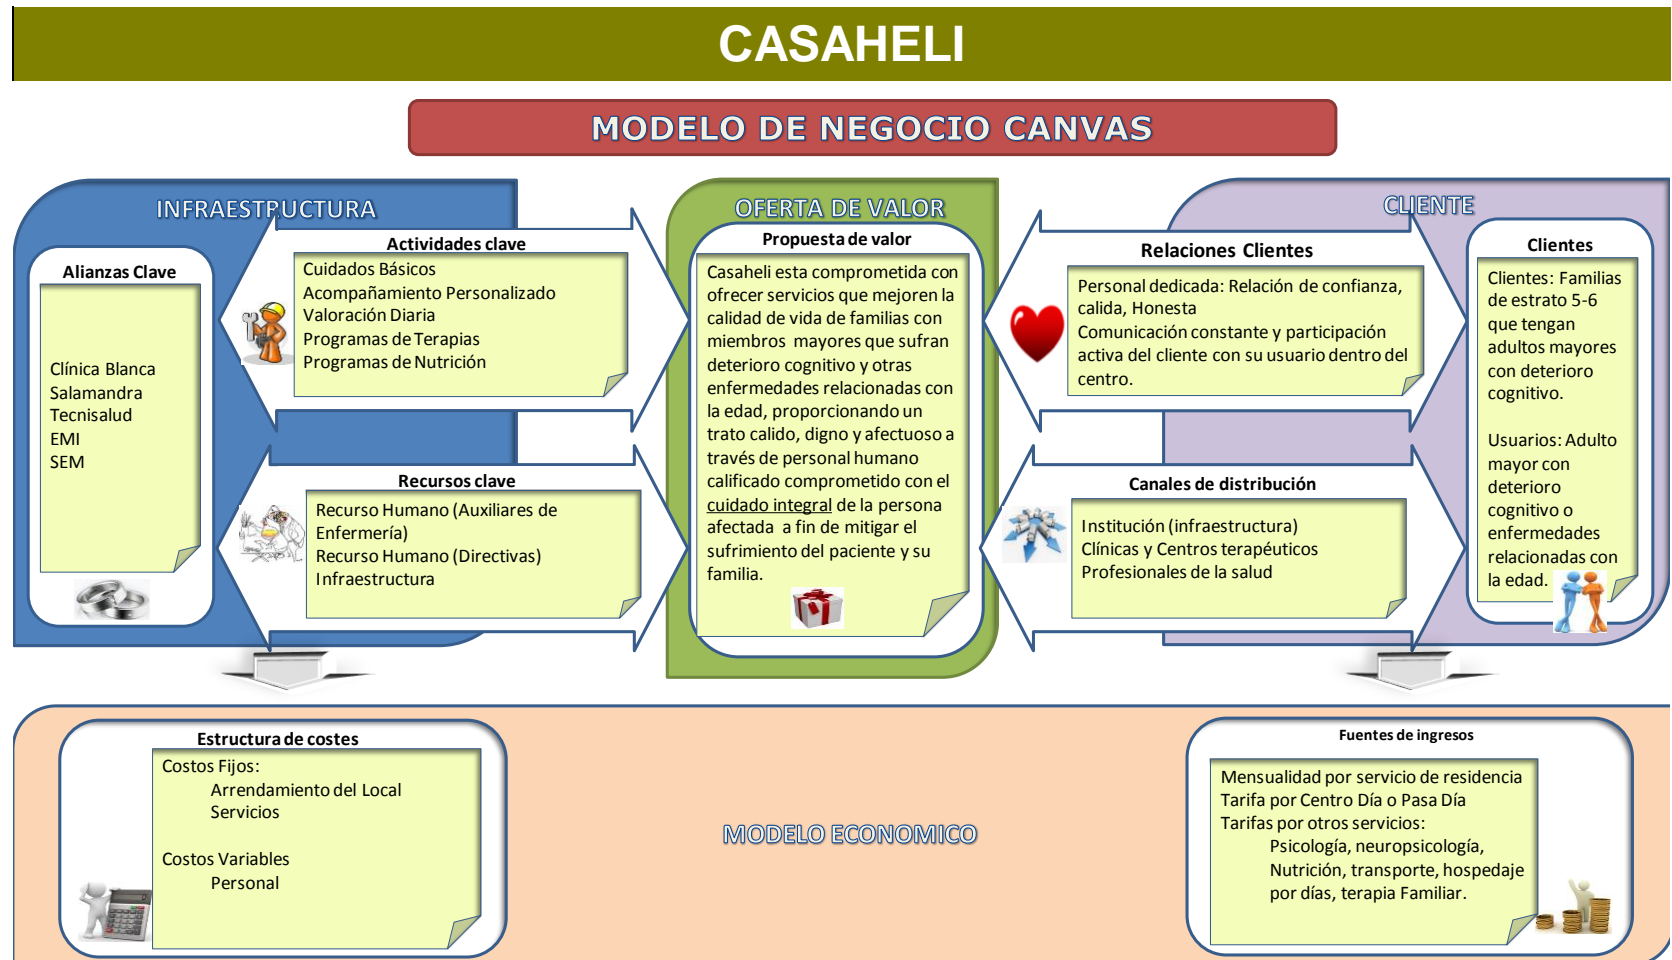 CASAHELI
MODELO DE NEGOCIO CANVAS
INFRAESTRUCTURA
Alianzas Clave
Clínica Blanca
Salamandra
Tecnisalud
EMI
SEM
Actividades clave
Cuidados Básicos
Acompañamiento Personalizado
Valoración Diaria
Programas de Terapias
Programas de Nutrición
Recursos clave
Recurso Humano (Auxiliares de
Enfermería)
Recurso Humano (Directivas)
Infraestructura
OFERTA DE VALOR
Propuesta de valor
Casaheli esta comprometida con
ofrecer servicios que mejoren la
calidad de vida de familias con
miembros mayores que sufran
deterioro cognitivo y otras
enfermedades relacionadas con
la edad, proporcionando un
trato calido, digno y afectuoso a
través de personal humano
calificado comprometido con el
cuidado integral de la persona
afectada a fin de mitigar el
sufrimiento del paciente y su
familia.
CLIENTE
Relaciones Clientes
Personal dedicada: Relación de confianza,
calida, Honesta
Comunicación constante y participación
activa del cliente con su usuario dentro del
centro.
Canales de distribución
Institución (infraestructura)
Clínicas y Centros terapéuticos
Profesionales de la salud
Clientes
Clientes: Familias
de estrato 5-6
que tengan
adultos mayores
con deterioro
cognitivo.
Usuarios: Adulto
mayor con
deterioro
cognitivo o
enfermedades
relacionadas con
la edad.
Estructura de costes
Costos Fijos:
Arrendamiento del Local
Servicios
Costos Variables
Personal
MODELO ECONOMICO
Fuentes de ingresos
Mensualidad por servicio de residencia
Tarifa por Centro Día o Pasa Día
Tarifas por otros servicios:
Psicología, neuropsicología,
Nutrición, transporte, hospedaje
por días, terapia Familiar.